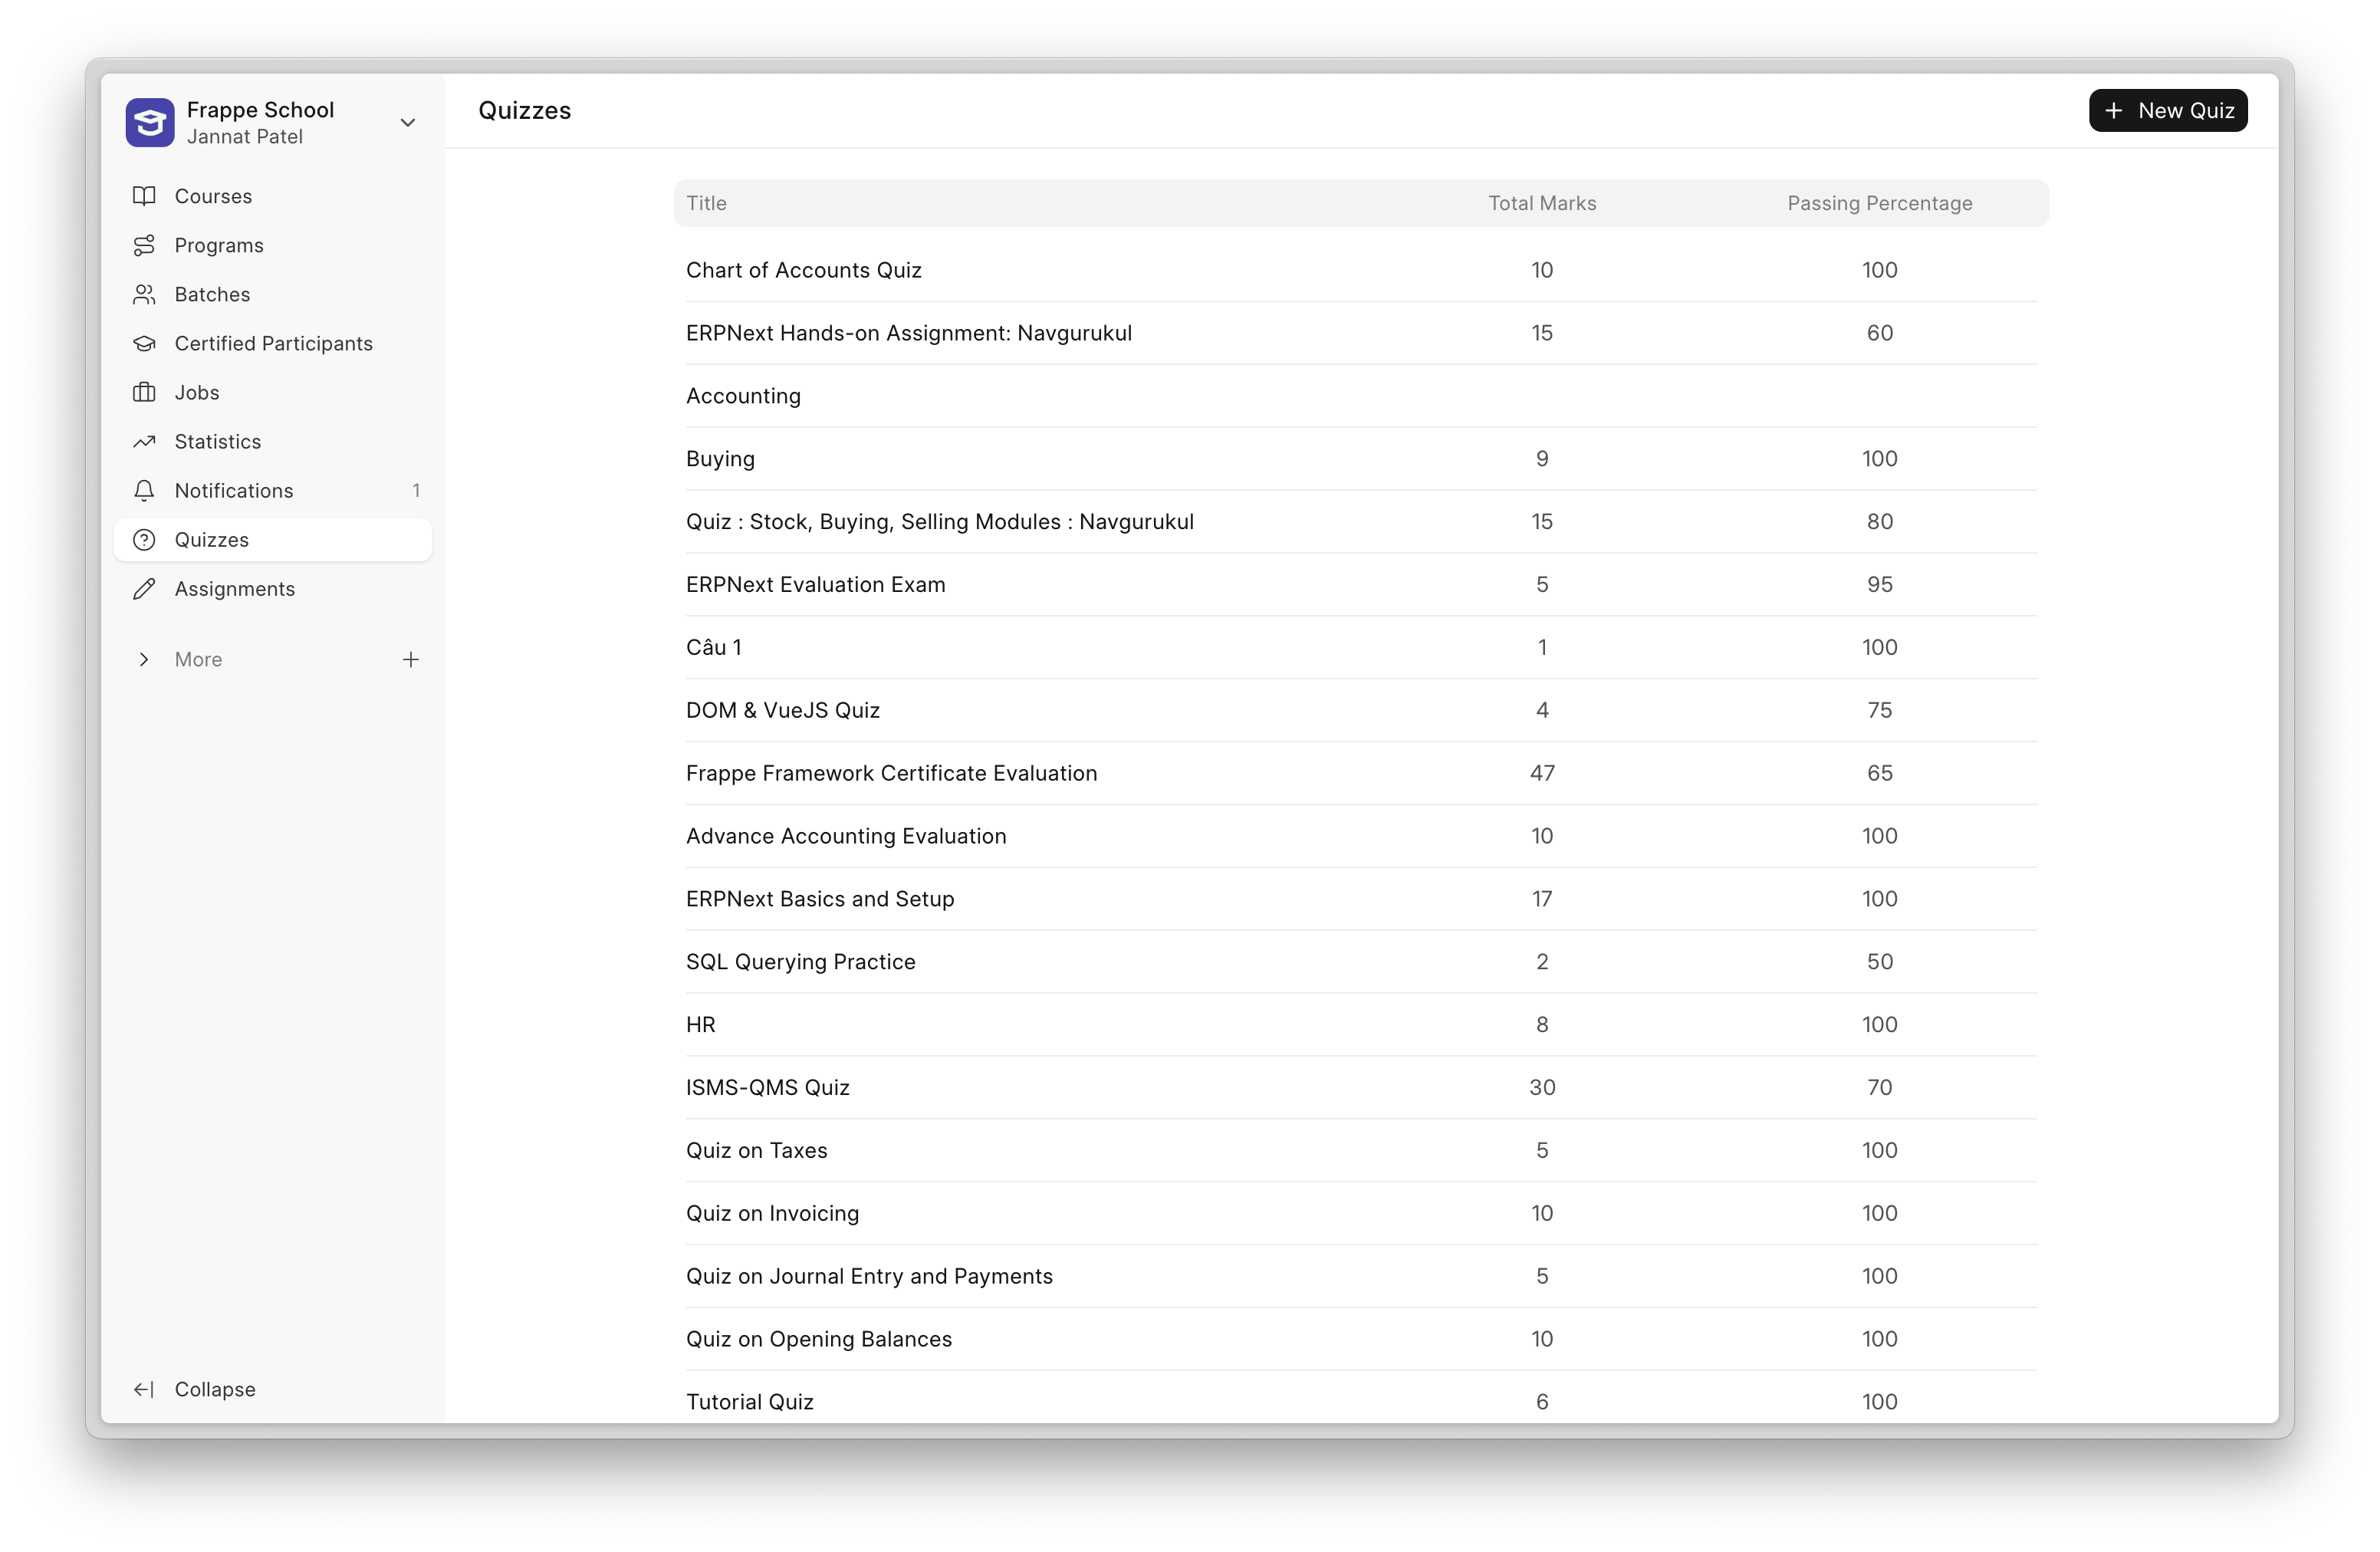 Frappe School
Jannat Patel
Courses
Programs
Batches
Certified Participants
Jobs
Statistics
Notifications 1
Quizzes
Assignments
More
Collapse
Quizzes
New Quiz
Title Total Marks Passing Percentage
Chart of Accounts Quiz 10 100
ERPNext Hands-on Assignment: Navgurukul 15 60
Accounting
Buying 9 100
Quiz : Stock, Buying, Selling Modules : Navgurukul 15 80
ERPNext Evaluation Exam 5 95
Câu 1 1 100
DOM & VueJS Quiz 4 75
Frappe Framework Certificate Evaluation 47 65
Advance Accounting Evaluation 10 100
ERPNext Basics and Setup 17 100
SQL Querying Practice 2 50
HR 8 100
ISMS-QMS Quiz 30 70
Quiz on Taxes 5 100
Quiz on Invoicing 10 100
Quiz on Journal Entry and Payments 5 100
Quiz on Opening Balances 10 100
Tutorial Quiz 6 100